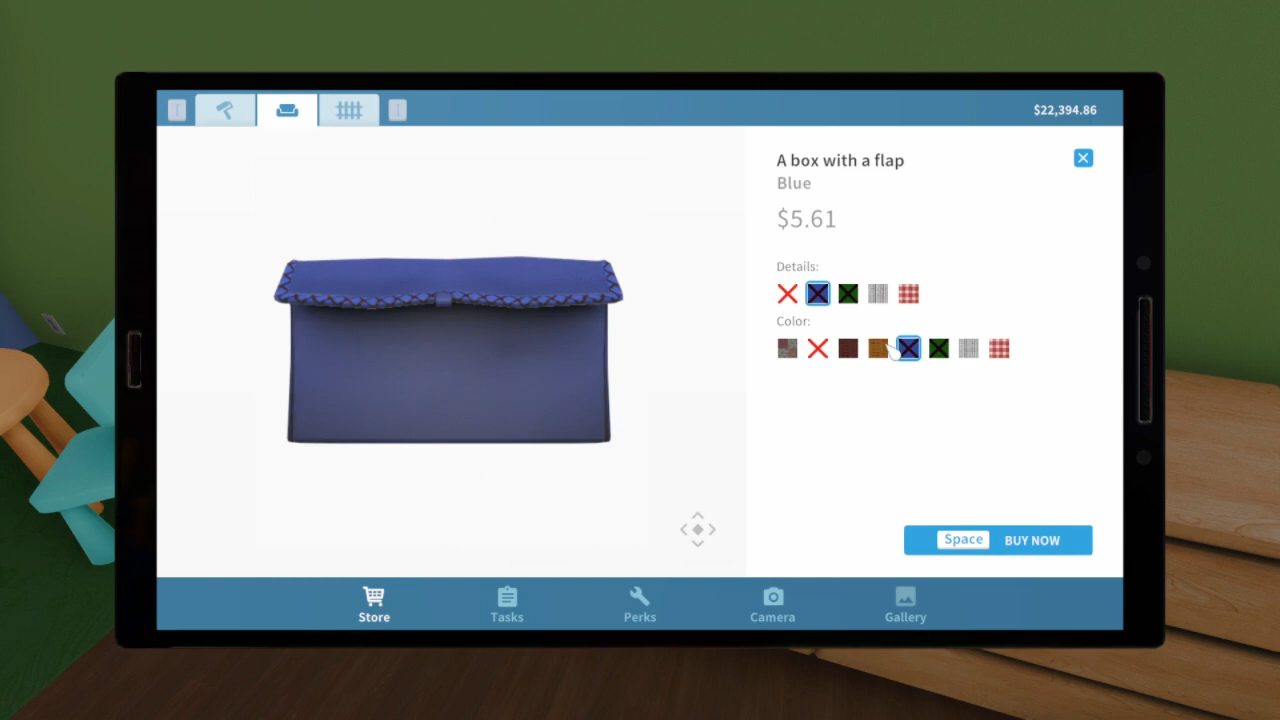 $22,394.86
A box with a flap
Blue
$5.61
Details:
Color:
Space BUY NOW
Store Tasks Perks Camera Gallery